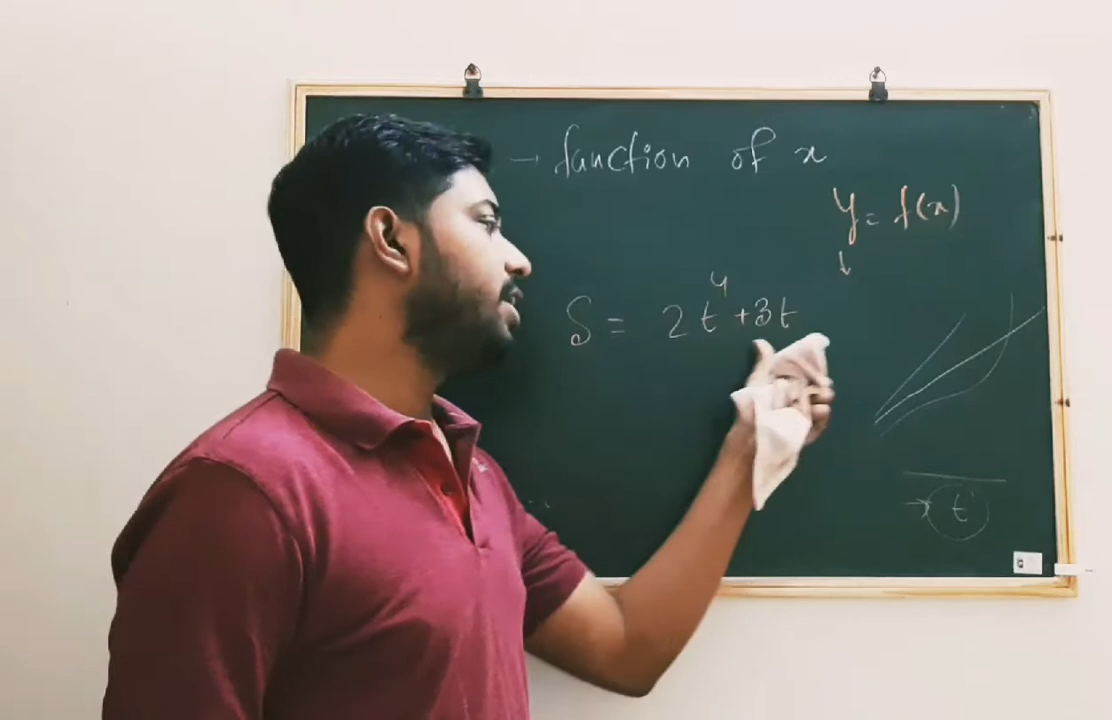 → function of x
y = f(x)
↓
S = 2t⁴+3t
t